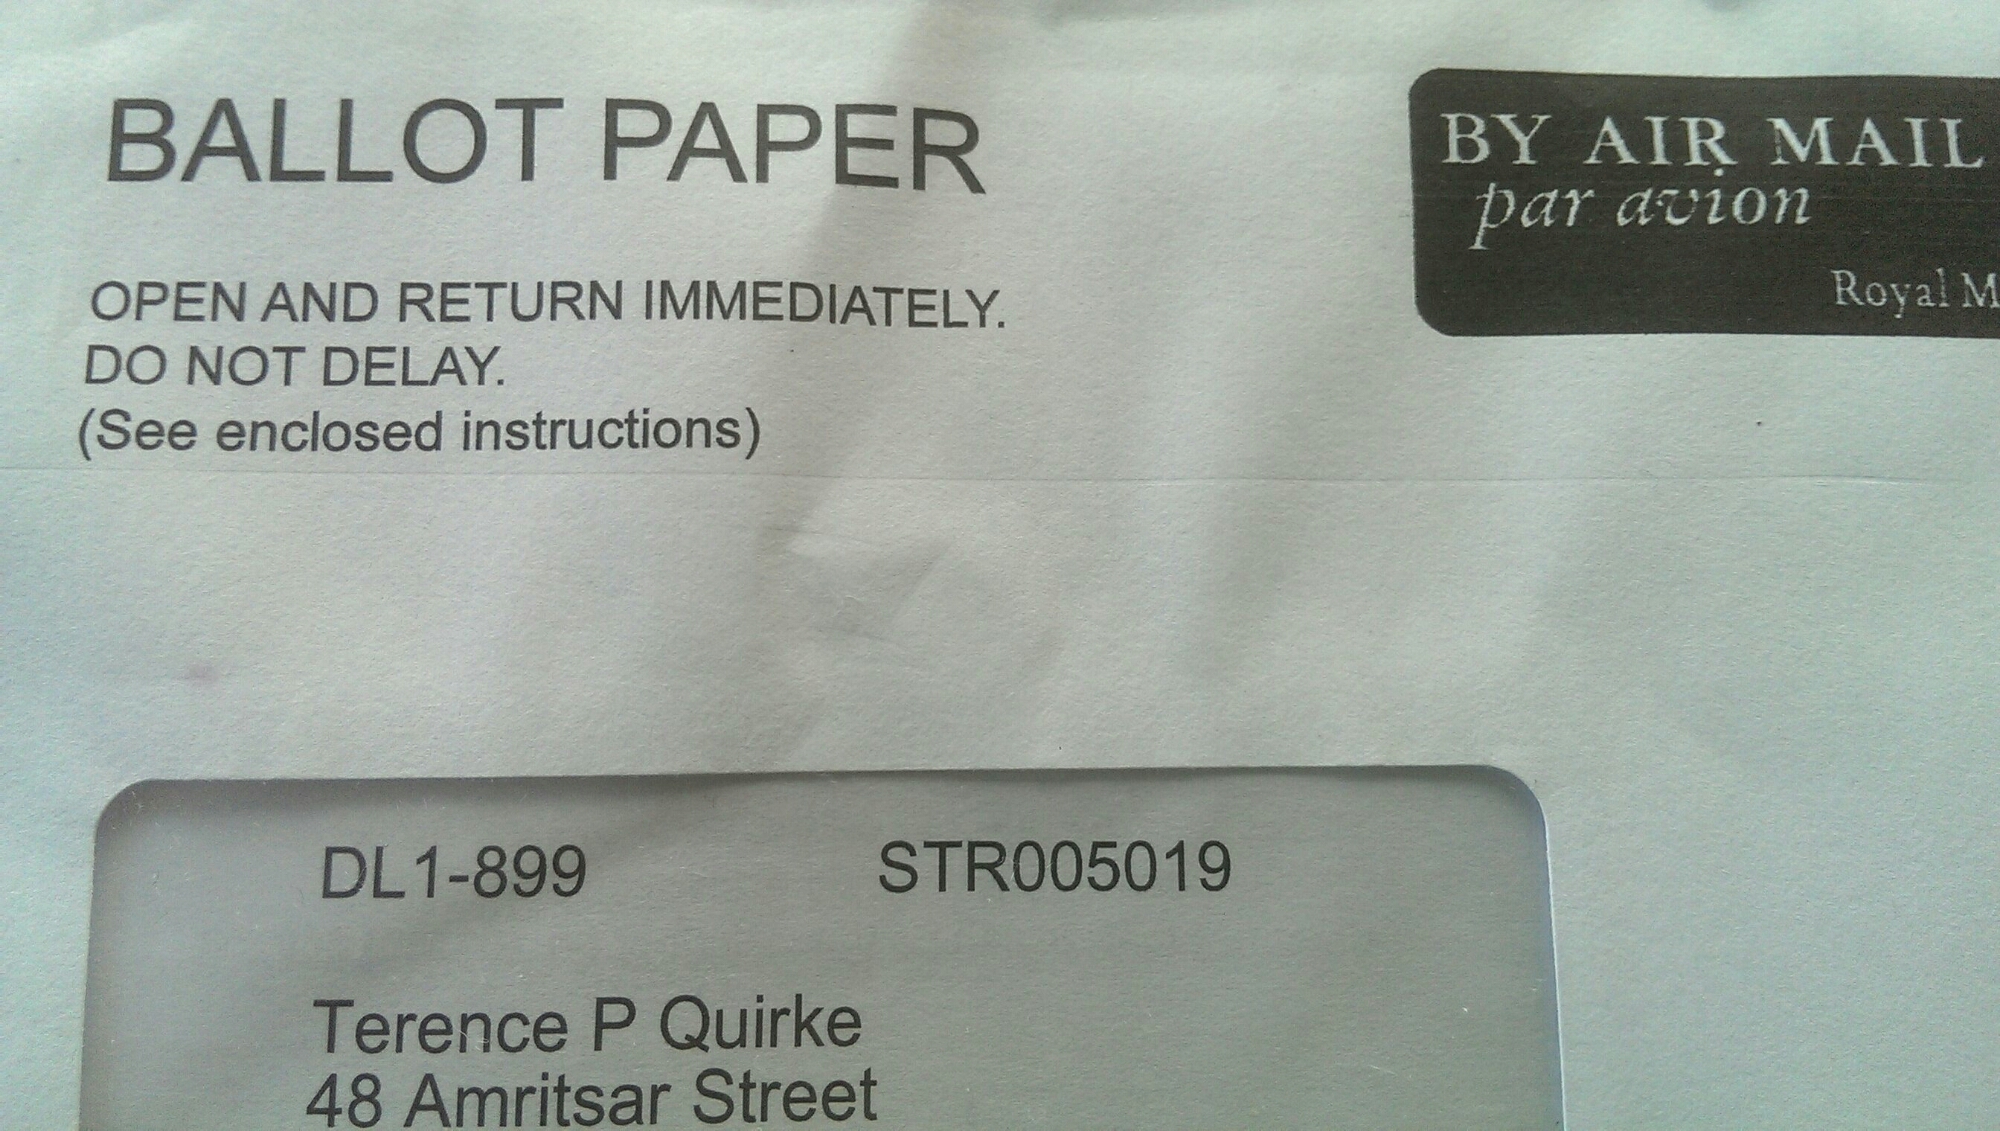 BALLOT PAPER
OPEN AND RETURN IMMEDIATELY.
DO NOT DELAY.
(See enclosed instructions)
BY AIR MAIL
par avion
Royal M
DL1-899 STR005019
Terence P Quirke
48 Amritsar Street